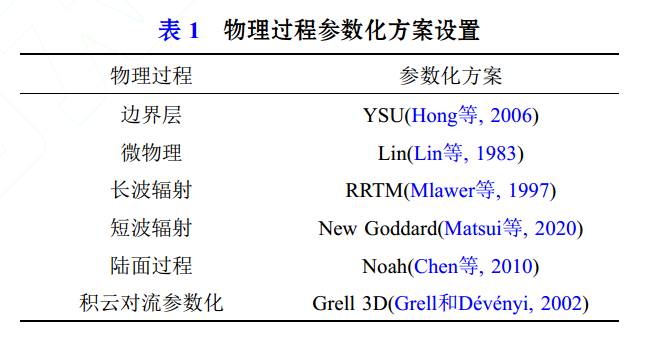 表 1 物理过程参数化方案设置
物理过程 参数化方案
边界层 YSU(Hong等, 2006)
微物理 Lin(Lin等, 1983)
长波辐射 RRTM(Mlawer等, 1997)
短波辐射 New Goddard(Matsui等, 2020)
陆面过程 Noah(Chen等, 2010)
积云对流参数化 Grell 3D(Grell和Dévényi, 2002)